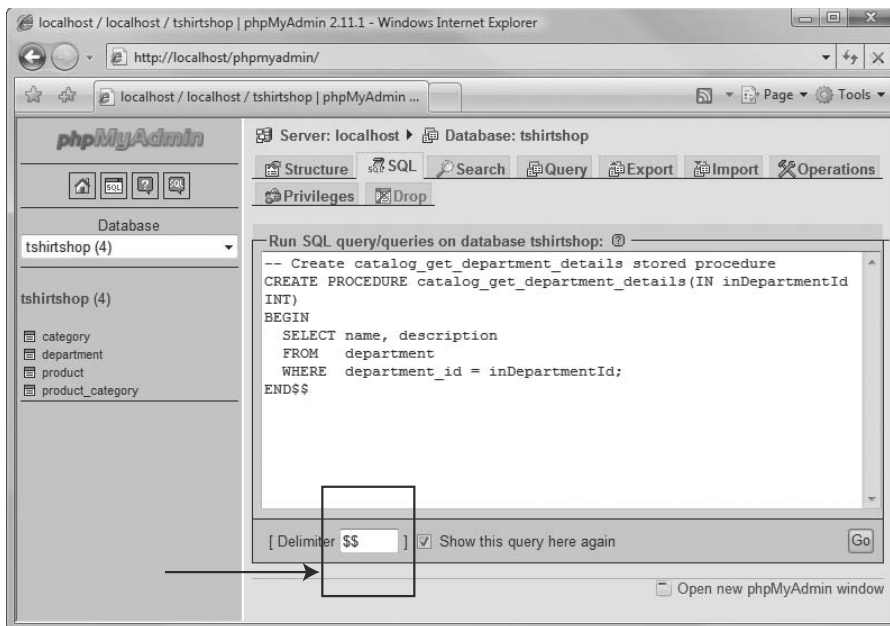 localhost / localhost / tshirtshop | phpMyAdmin 2.11.1 - Windows Internet Explorer
http://localhost/phpmyadmin/
localhost / localhost / tshirtshop | phpMyAdmin ...
Page
Tools
phpMyAdmin
Server: localhost
Database: tshirtshop
Structure
SQL
Search
Query
Export
Import
Operations
Privileges
Drop
SQL
SQL
Database
tshirtshop (4)
tshirtshop (4)
category
department
product
product_category
Run SQL query/queries on database tshirtshop:
-- Create catalog_get_department_details stored procedure
CREATE PROCEDURE catalog_get_department_details(IN inDepartmentId
INT)
BEGIN
SELECT name, description
FROM department
WHERE department_id = inDepartmentId;
END$$
[ Delimiter $$ ] Show this query here again
Go
Open new phpMyAdmin window